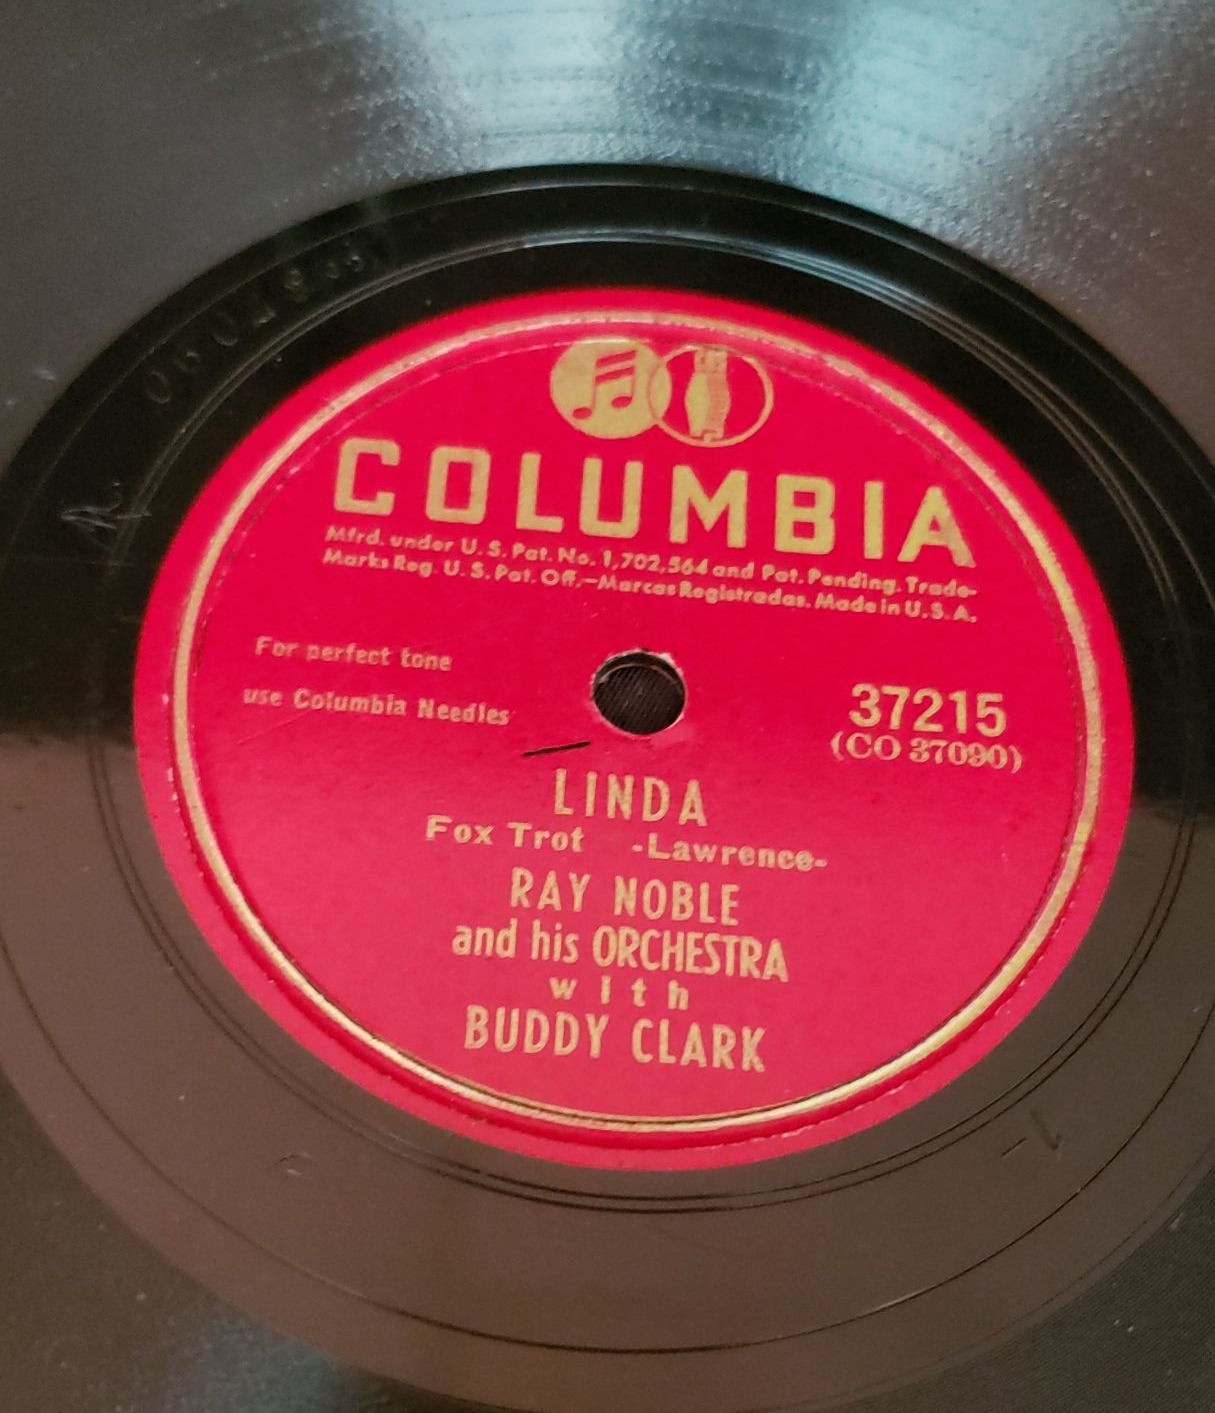 COLUMBIA
Mfrd. under U. S. Pat. No. 1,702,564 and Pat. Pending. Trade-
Marks Reg. U. S. Pat. Off.—Marcas Registradas. Made in U. S. A.
For perfect tone
use Columbia Needles
37215
(CO 37090)
LINDA
Fox Trot -Lawrence-
RAY NOBLE
and his ORCHESTRA
with
BUDDY CLARK